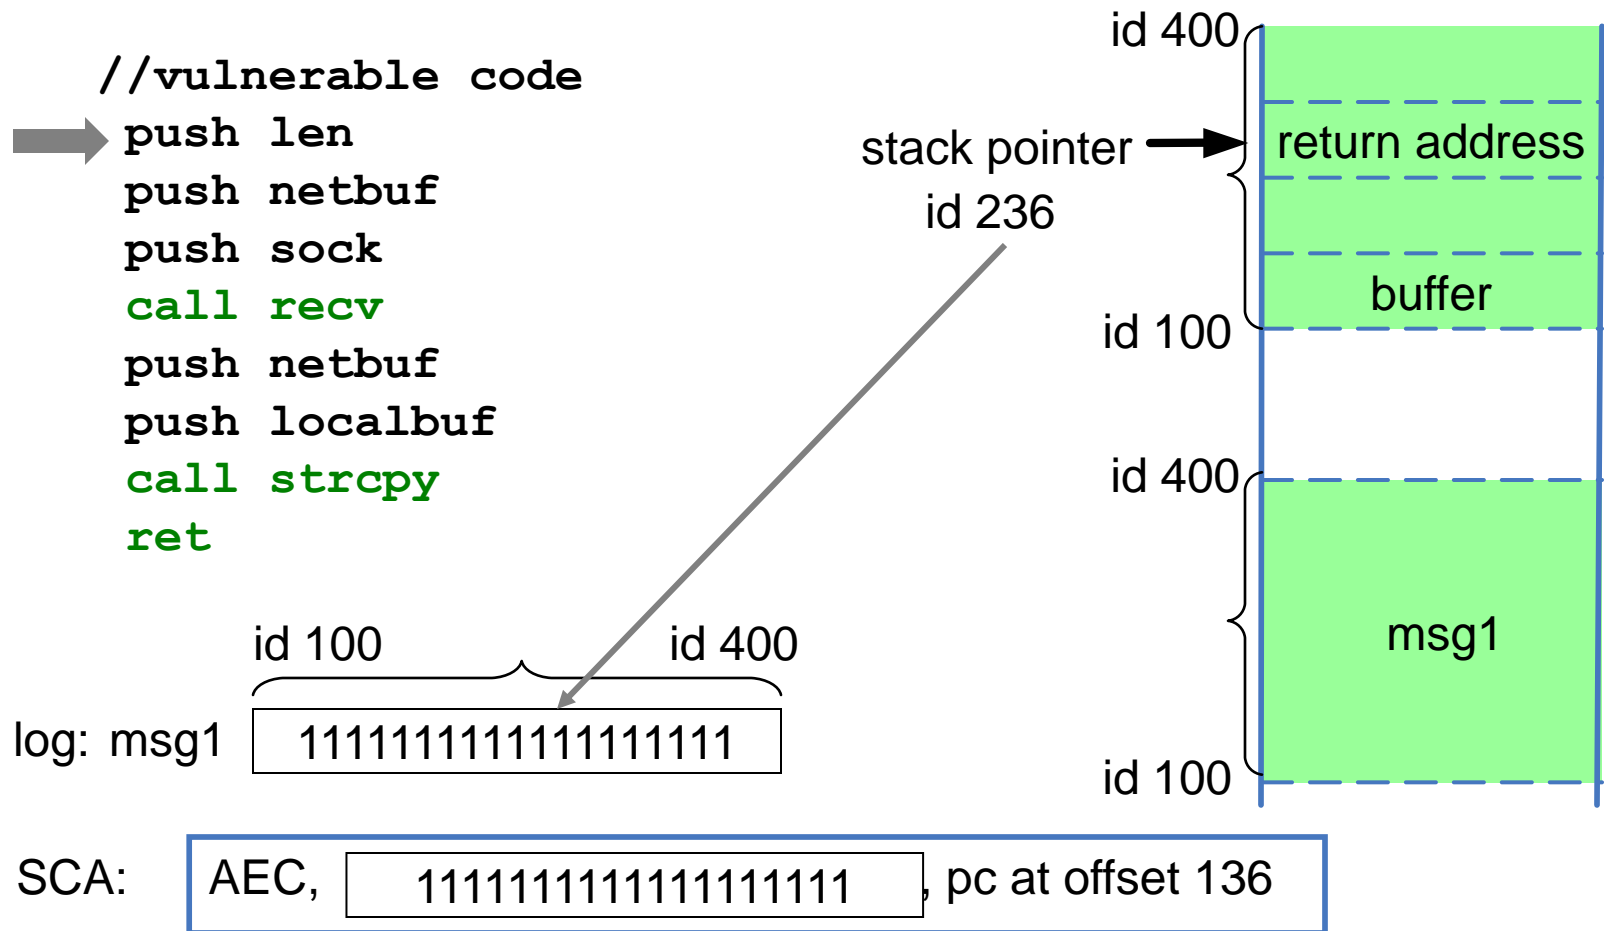 //vulnerable code
push len
push netbuf
push sock
call recv
push netbuf
push localbuf
call strcpy
ret
id 400
stack pointer
id 236
return address
buffer
id 100
id 400
msg1
id 100
id 100 id 400
log: msg1 1111111111111111111
SCA: AEC, 1111111111111111111, pc at offset 136